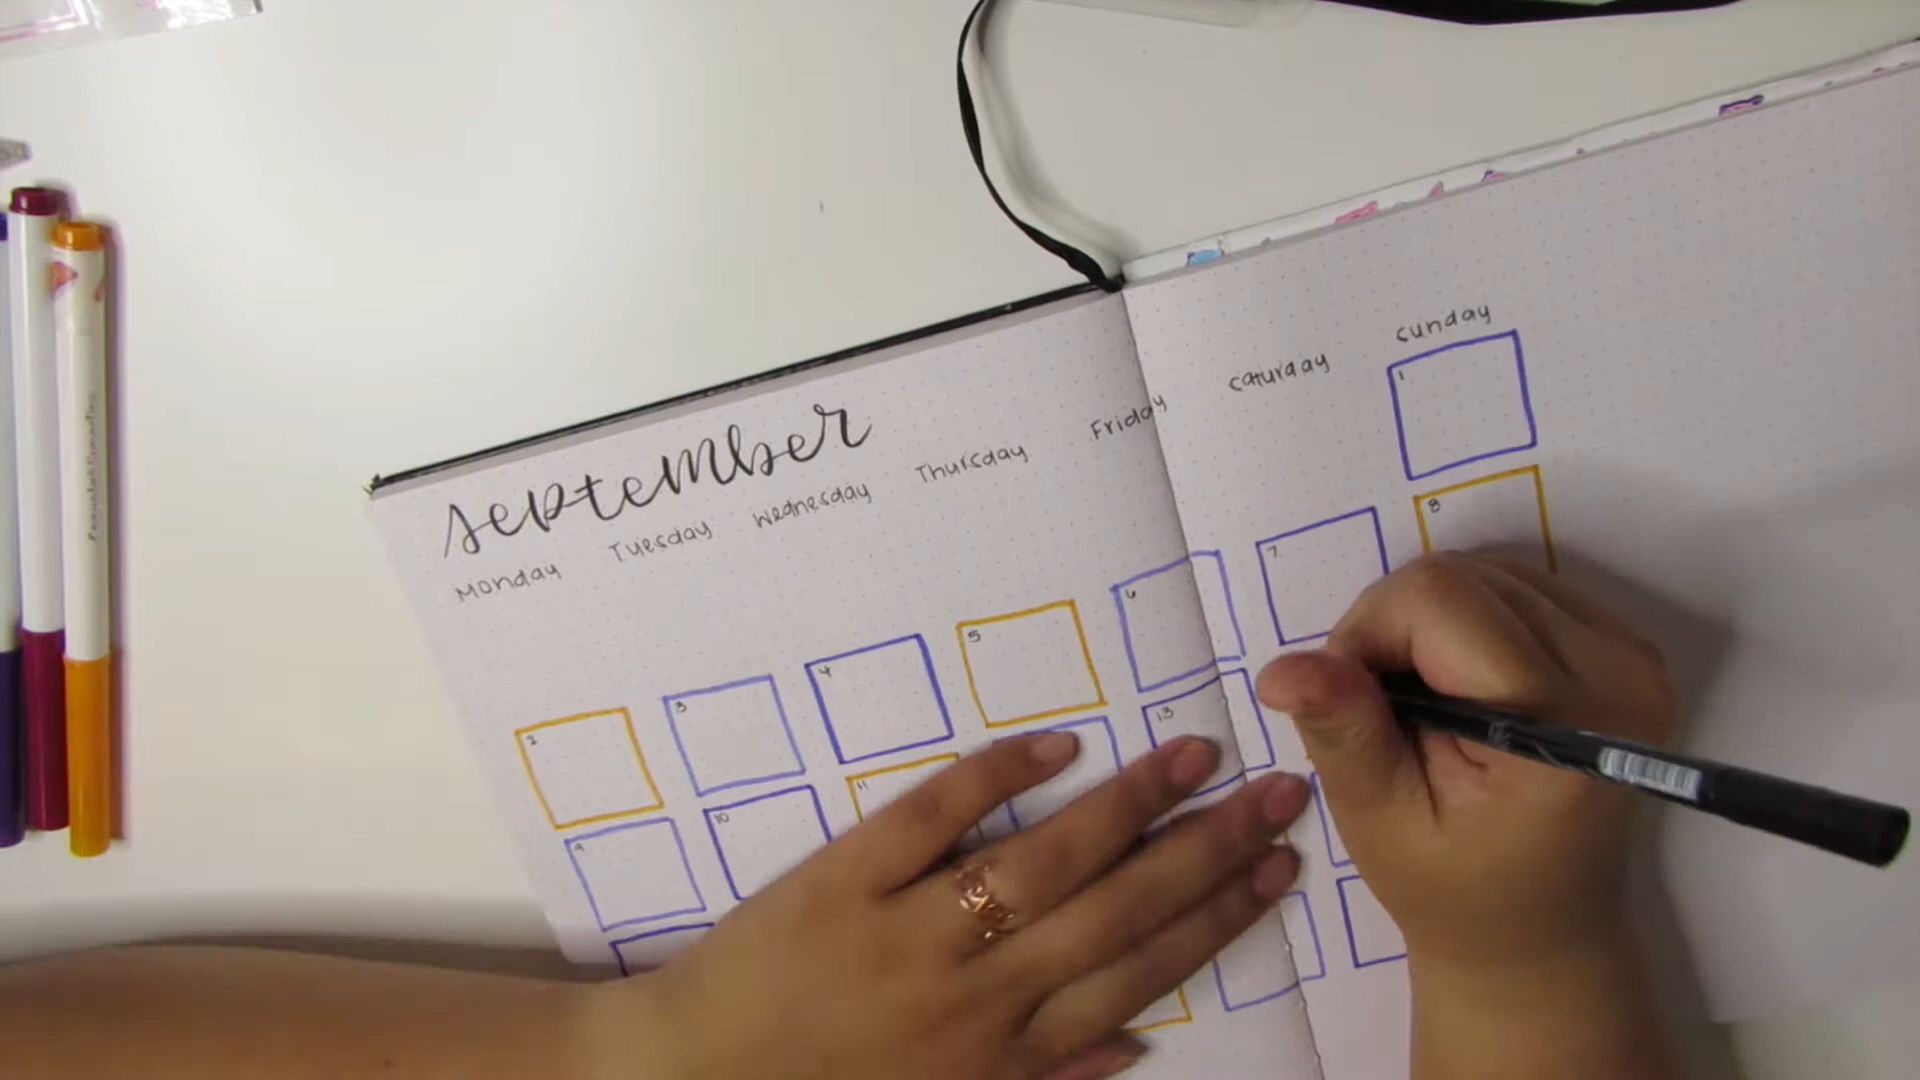 september
Monday Tuesday Wednesday Thursday Friday saturday sunday
1
2 3 4 5 6 7 8
9 10 11 13